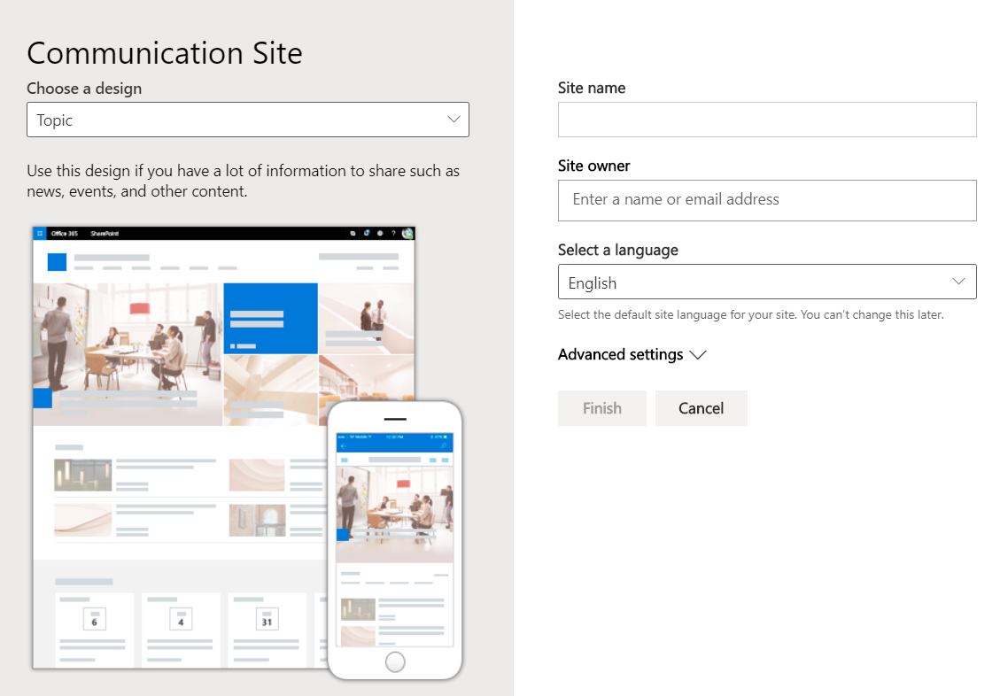 Communication Site
Choose a design
Topic
Use this design if you have a lot of information to share such as
news, events, and other content.
Office 365 SharePoint
?
6
4
31
Site name
Site owner
Enter a name or email address
Select a language
English
Select the default site language for your site. You can't change this later.
Advanced settings
Finish
Cancel